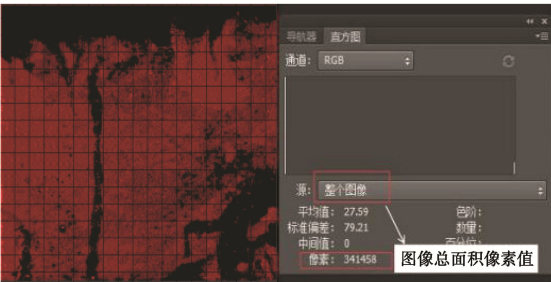 导航器 直方图
通道: RGB
源: 整个图像
平均值: 27.59 色阶:
标准偏差: 79.21 数量:
中间值: 0 百分位:
像素: 341458
图像总面积像素值